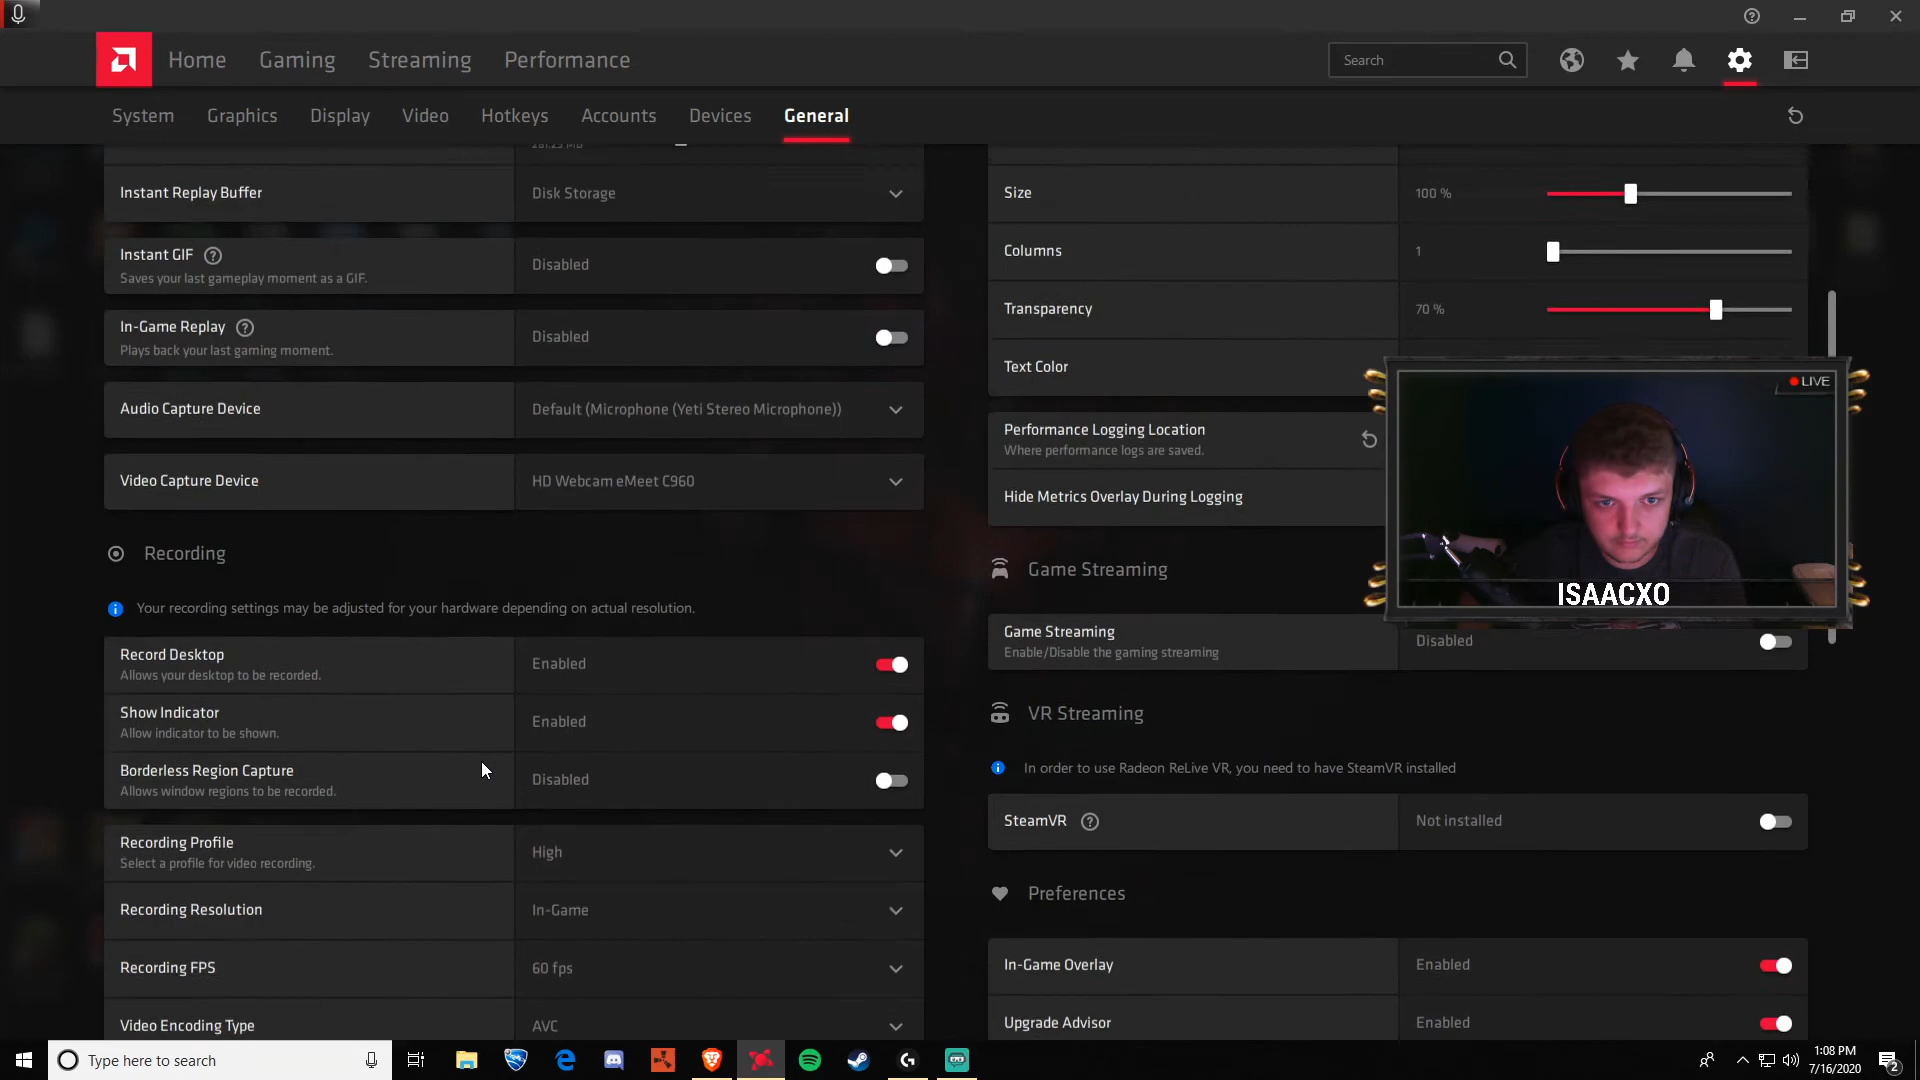 Home Gaming Streaming Performance Search
System Graphics Display Video Hotkeys Accounts Devices General
Instant Replay Buffer Disk Storage
Instant GIF Disabled
Saves your last gameplay moment as a GIF.
In-Game Replay Disabled
Plays back your last gaming moment.
Audio Capture Device Default (Microphone (Yeti Stereo Microphone))
Video Capture Device HD Webcam eMeet C960
Recording
Your recording settings may be adjusted for your hardware depending on actual resolution.
Record Desktop Enabled
Allows your desktop to be recorded.
Show Indicator Enabled
Allow indicator to be shown.
Borderless Region Capture Disabled
Allows window regions to be recorded.
Recording Profile High
Select a profile for video recording.
Recording Resolution In-Game
Recording FPS 60 fps
Video Encoding Type AVC
Size 100 %
Columns 1
Transparency 70 %
Text Color
Performance Logging Location
Where performance logs are saved.
Hide Metrics Overlay During Logging
LIVE
ISAACXO
Game Streaming
Game Streaming Disabled
Enable/Disable the gaming streaming
VR Streaming
In order to use Radeon ReLive VR, you need to have SteamVR installed
SteamVR Not installed
Preferences
In-Game Overlay Enabled
Upgrade Advisor Enabled
Type here to search
1:08 PM
7/16/2020
2